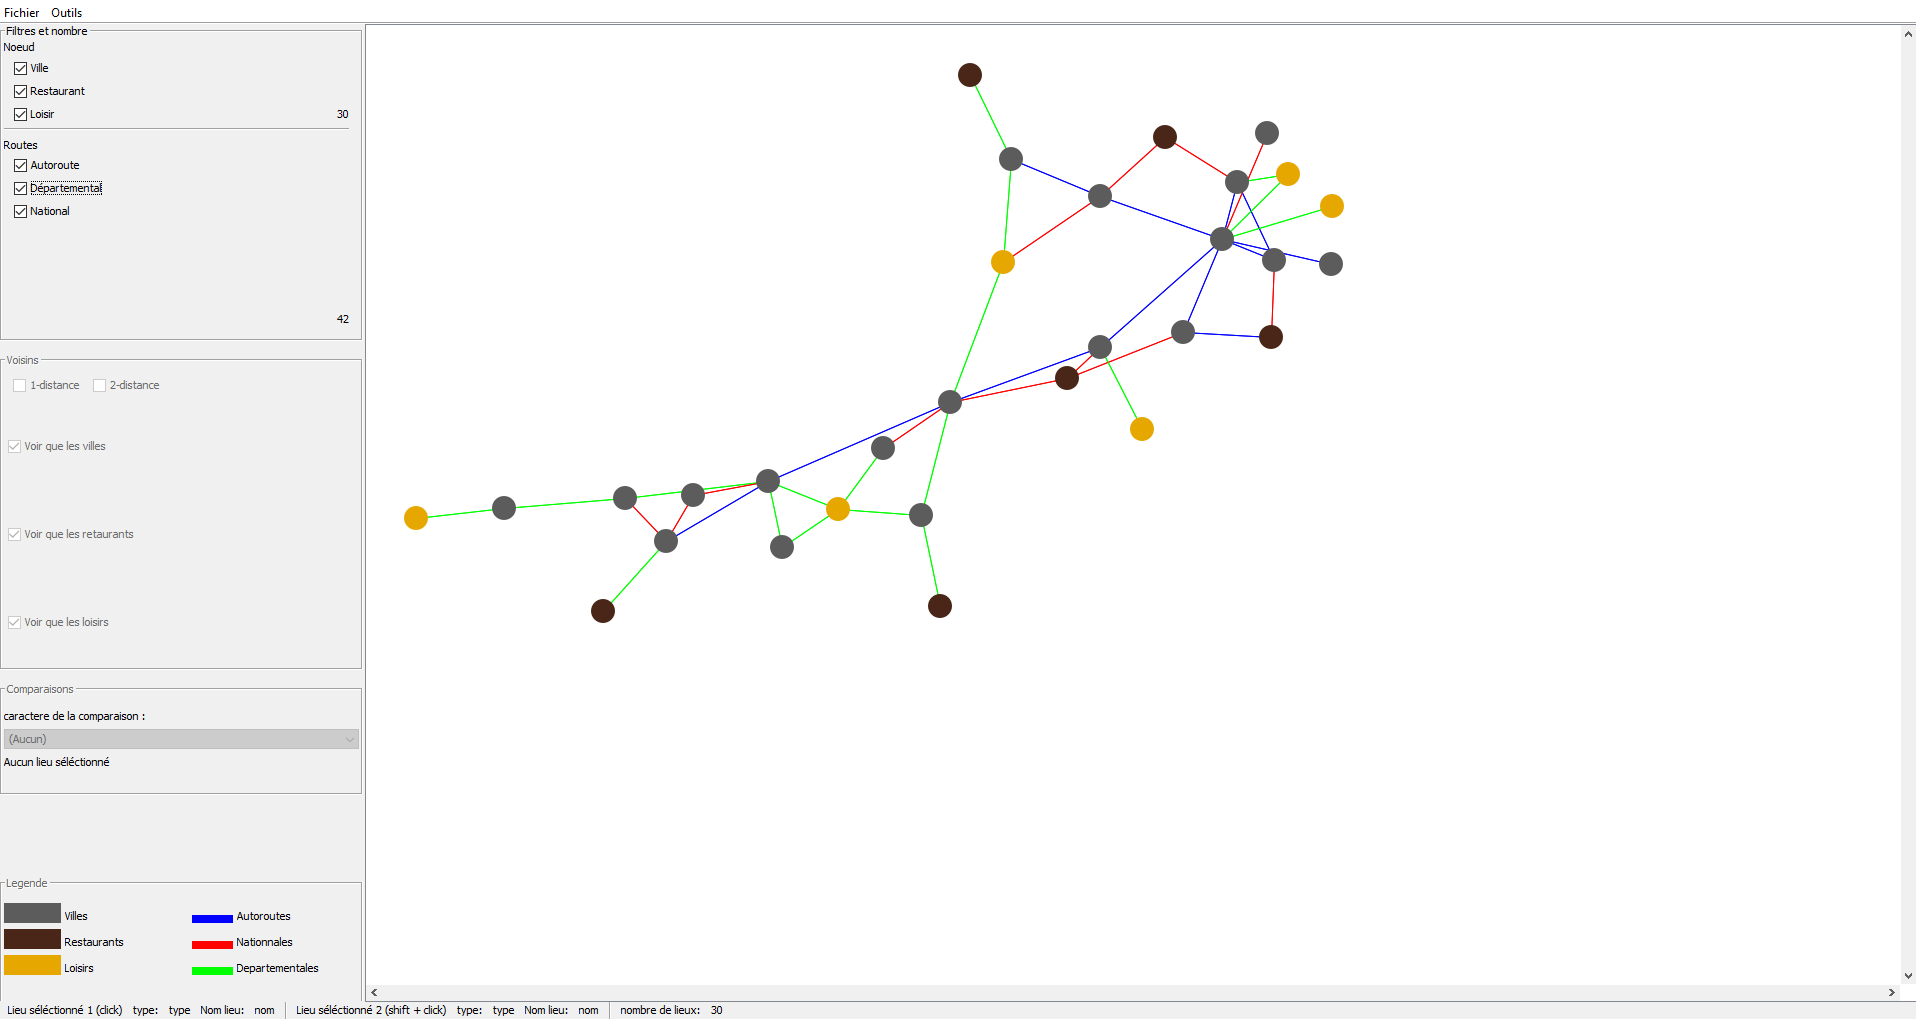 Fichier Outils
Filtres et nombre
Noeud
Ville
Restaurant
Loisir 30
Routes
Autoroute
Départemental
National
42
Voisins
1-distance 2-distance
Voir que les villes
Voir que les retaurants
Voir que les loisirs
Comparaisons
caractere de la comparaison :
(Aucun)
Aucun lieu séléctionné
Legende
Villes Autoroutes
Restaurants Nationnales
Loisirs Departementales
Lieu séléctionné 1 (click) type: type Nom lieu: nom Lieu séléctionné 2 (shift + click) type: type Nom lieu: nom nombre de lieux: 30